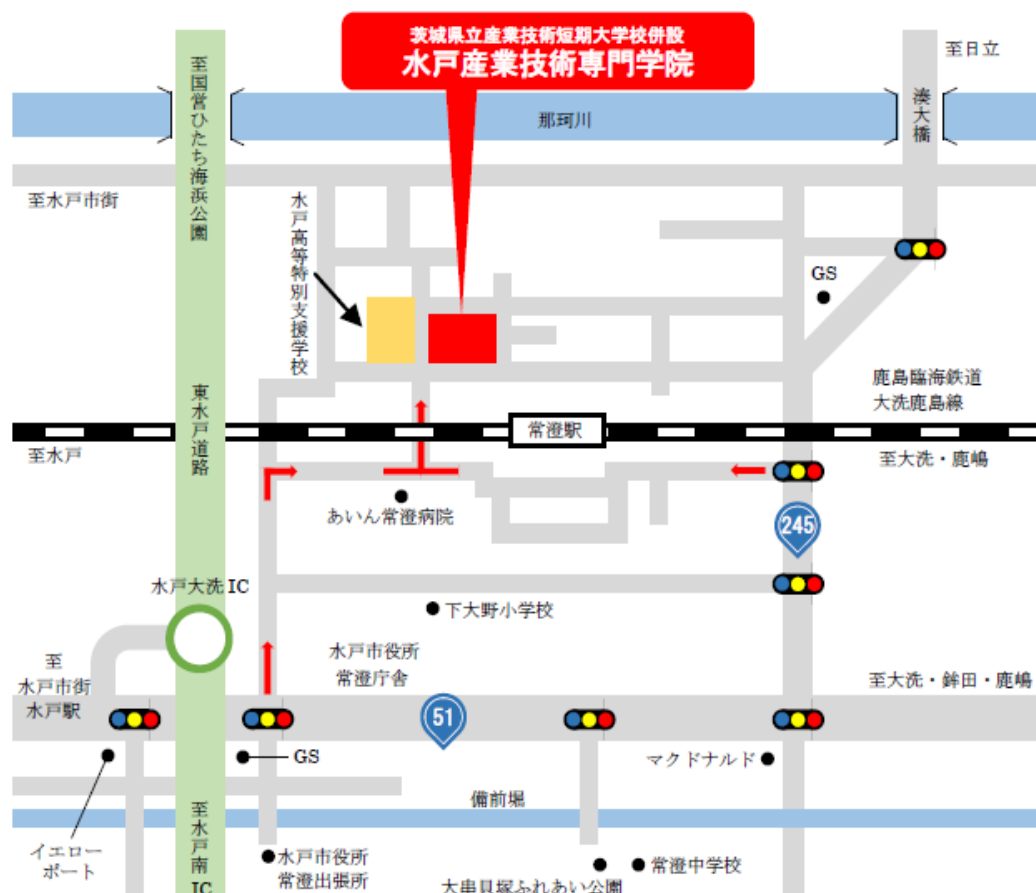 茨城県立産業技術短期大学校併設
水戸産業技術専門学院
至日立
至国営ひたち海浜公園
那珂川
湊大橋
至水戸市街
水戸高等特別支援学校
GS
鹿島臨海鉄道
大洗鹿島線
東水戸道路
常澄駅
至水戸
至大洗・鹿嶋
あいん常澄病院
245
水戸大洗IC
下大野小学校
水戸市役所
常澄庁舎
至
水戸市街
水戸駅
至大洗・鉾田・鹿嶋
51
GS
マクドナルド
備前堀
至水戸南IC
イエロー
ポート
水戸市役所
常澄出張所
常澄中学校
大串貝塚ふれあい公園